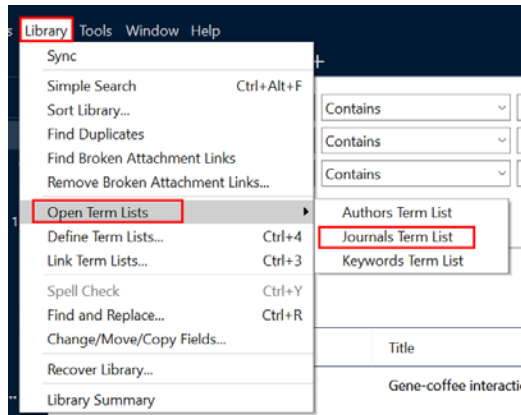 s Library Tools Window Help
Sync
+
Simple Search Ctrl+Alt+F
Contains
Sort Library...
Find Duplicates
Contains
Find Broken Attachment Links
Contains
Remove Broken Attachment Links...
Open Term Lists
Authors Term List
Define Term Lists... Ctrl+4
Journals Term List
Link Term Lists... Ctrl+3
Keywords Term List
Spell Check Ctrl+Y
Find and Replace... Ctrl+R
Change/Move/Copy Fields...
Title
Recover Library...
Gene-coffee interacti
Library Summary